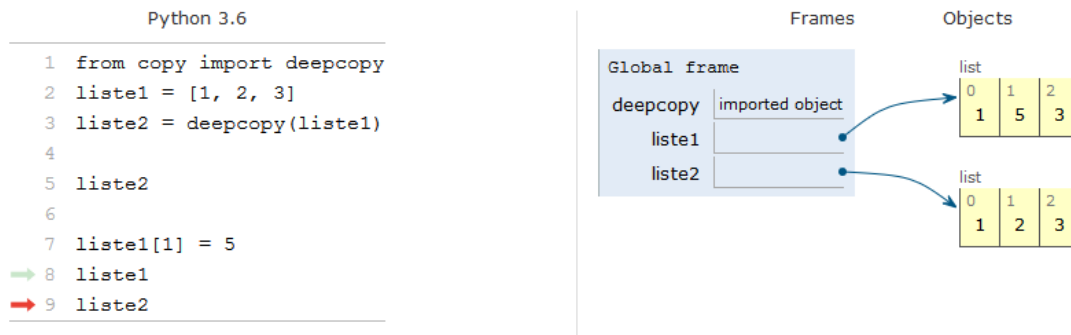 Python 3.6
1 from copy import deepcopy
2 liste1 = [1, 2, 3]
3 liste2 = deepcopy(liste1)
4
5 liste2
6
7 liste1[1] = 5
8 liste1
9 liste2
Frames Objects
Global frame
deepcopy imported object
liste1
liste2
list
0 1 2
1 5 3
list
0 1 2
1 2 3